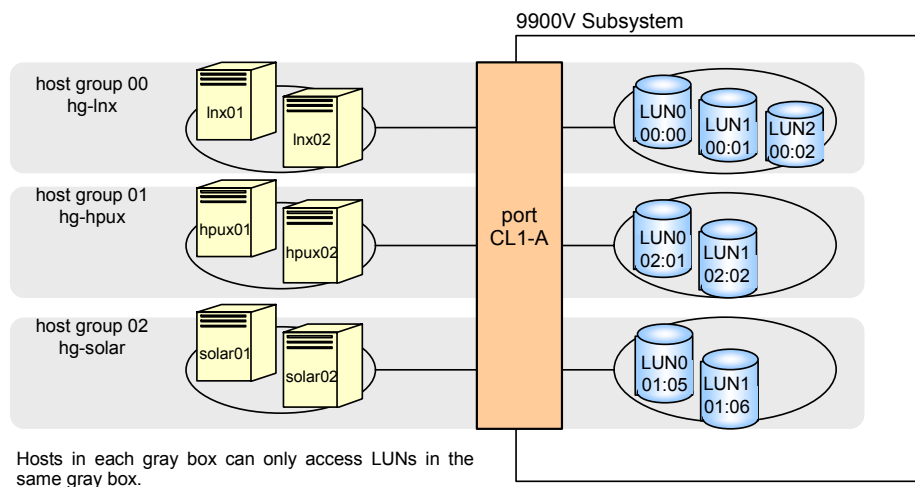 9900V Subsystem
host group 00
hg-lnx
lnx01
lnx02
LUN0
00:00
LUN1
00:01
LUN2
00:02
host group 01
hg-hpux
hpux01
hpux02
port
CL1-A
LUN0
02:01
LUN1
02:02
host group 02
hg-solar
solar01
solar02
LUN0
01:05
LUN1
01:06
Hosts in each gray box can only access LUNs in the
same gray box.